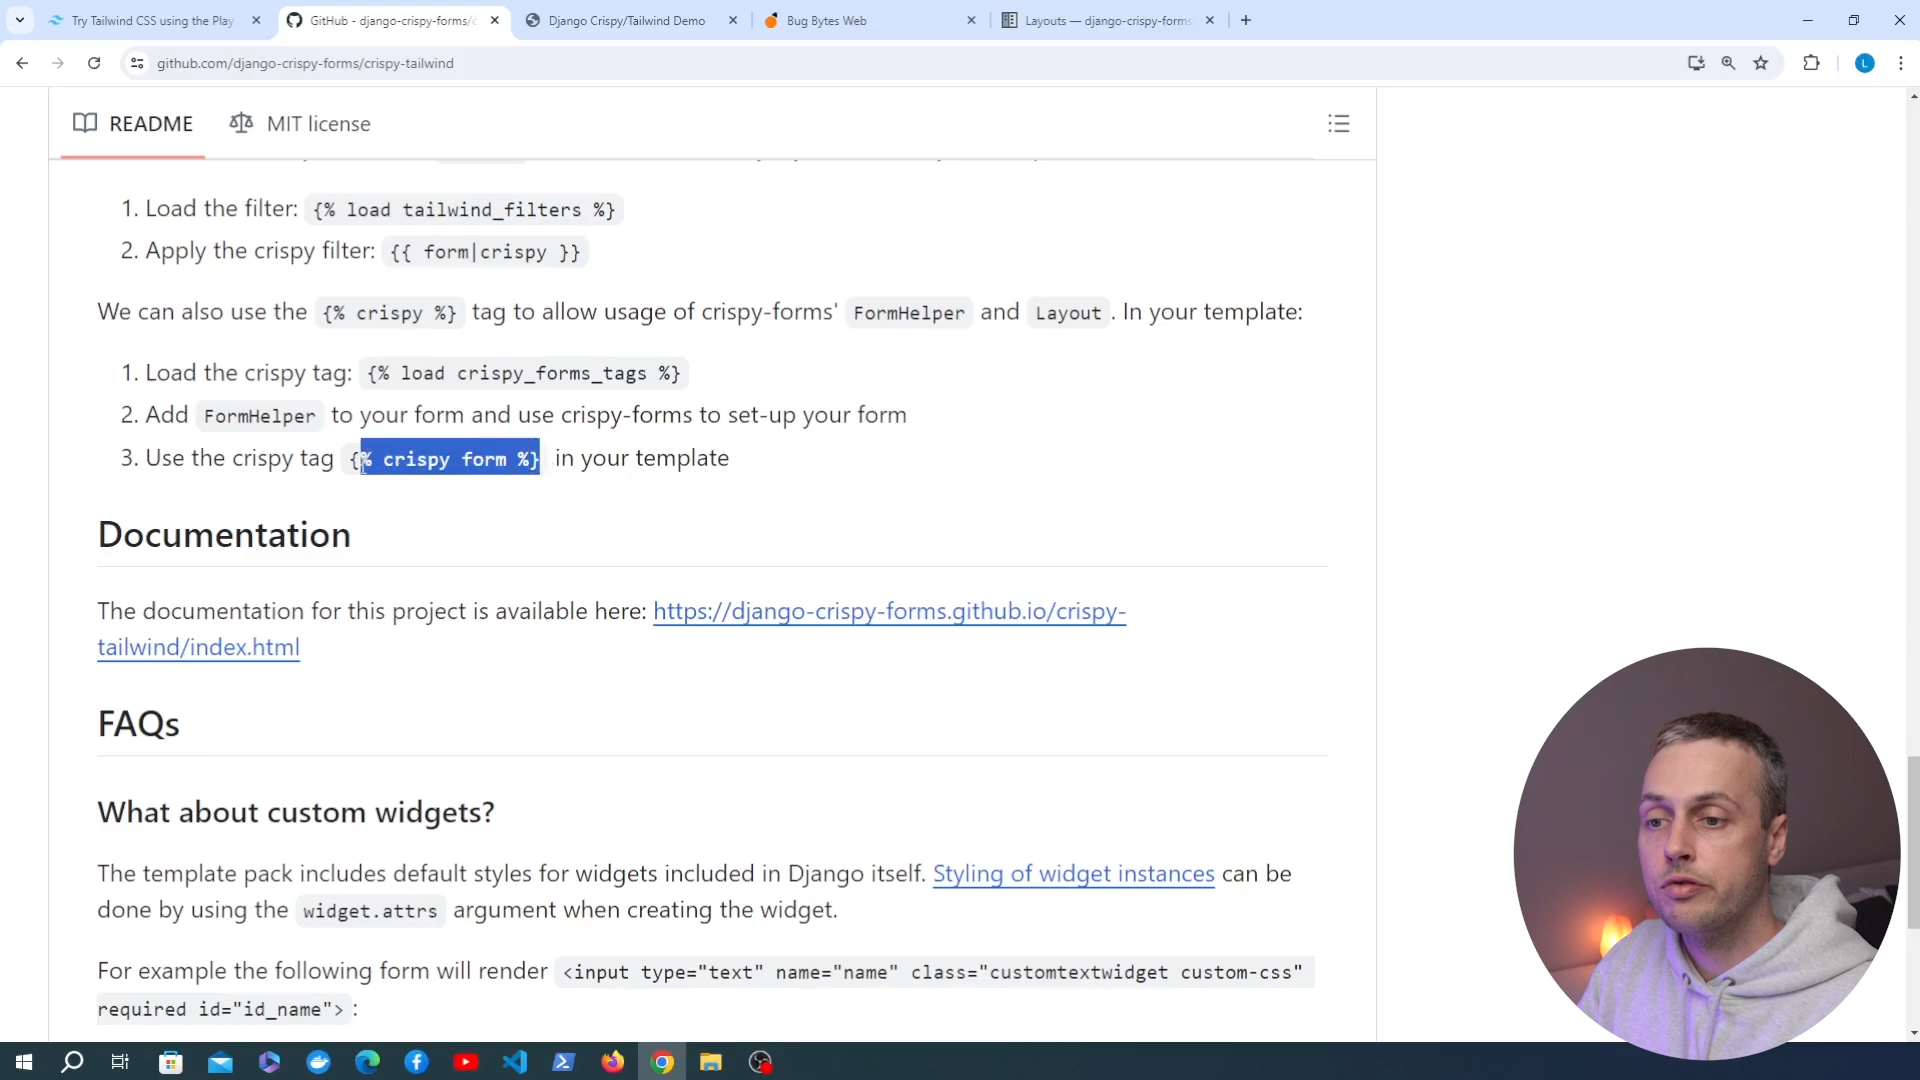 Try Tailwind CSS using the Play
GitHub - django-crispy-forms/c
Django Crispy/Tailwind Demo
Bug Bytes Web
Layouts — django-crispy-forms
github.com/django-crispy-forms/crispy-tailwind
L
README
MIT license
1. Load the filter: {% load tailwind_filters %}
2. Apply the crispy filter: {{ form|crispy }}
We can also use the {% crispy %} tag to allow usage of crispy-forms' FormHelper and Layout. In your template:
1. Load the crispy tag: {% load crispy_forms_tags %}
2. Add FormHelper to your form and use crispy-forms to set-up your form
3. Use the crispy tag {% crispy form %} in your template
Documentation
The documentation for this project is available here: https://django-crispy-forms.github.io/crispy-
tailwind/index.html
FAQs
What about custom widgets?
The template pack includes default styles for widgets included in Django itself. Styling of widget instances can be
done by using the widget.attrs argument when creating the widget.
For example the following form will render <input type="text" name="name" class="customtextwidget custom-css"
required id="id_name"> :